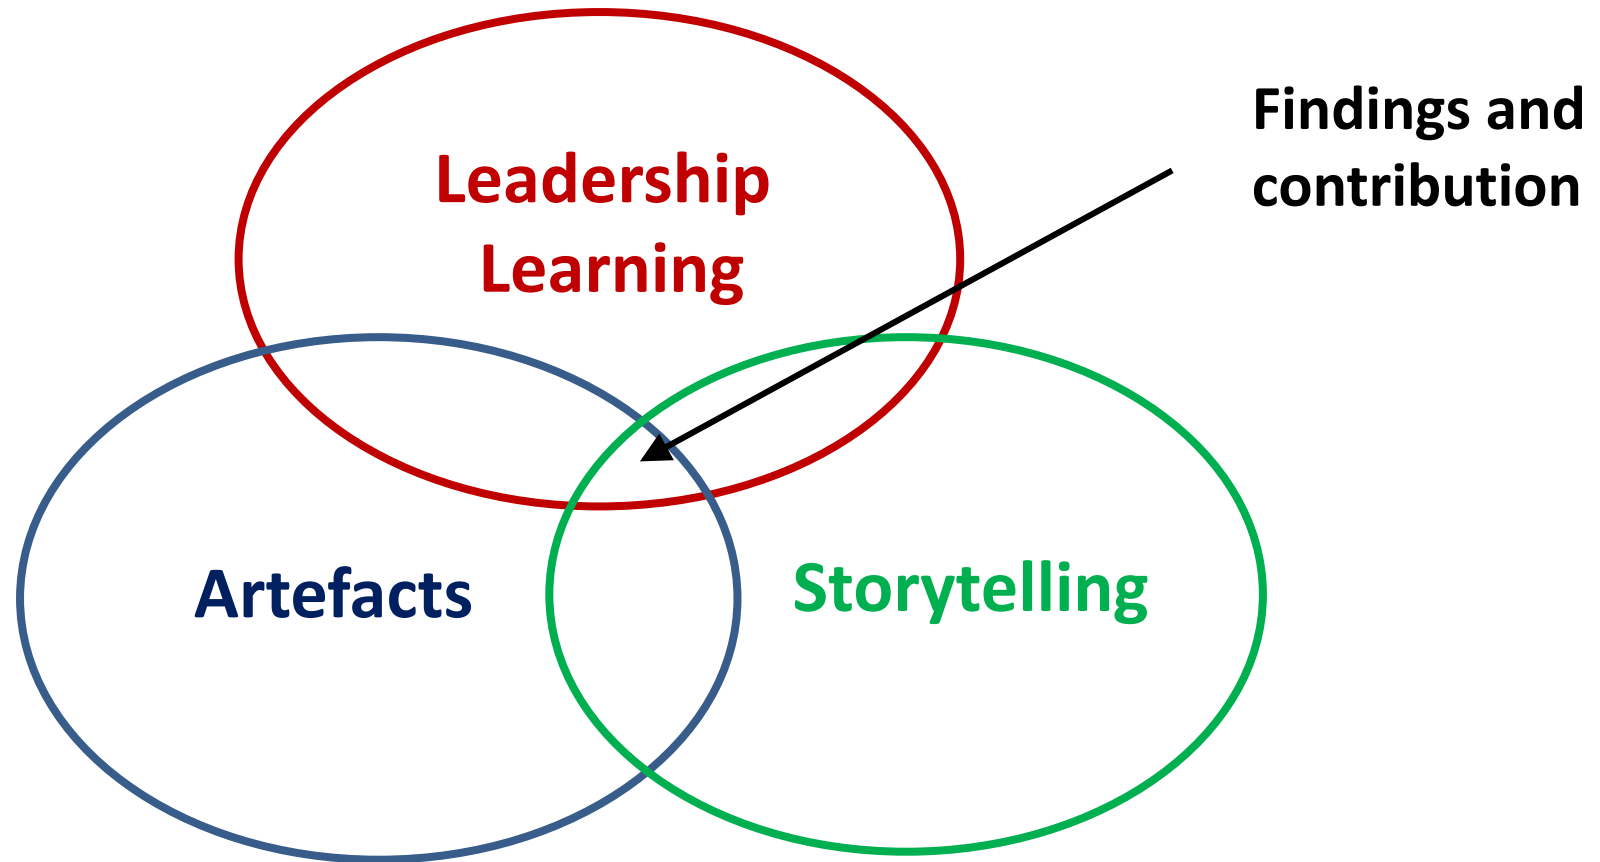 Leadership
Learning
Findings and
contribution
Artefacts
Storytelling